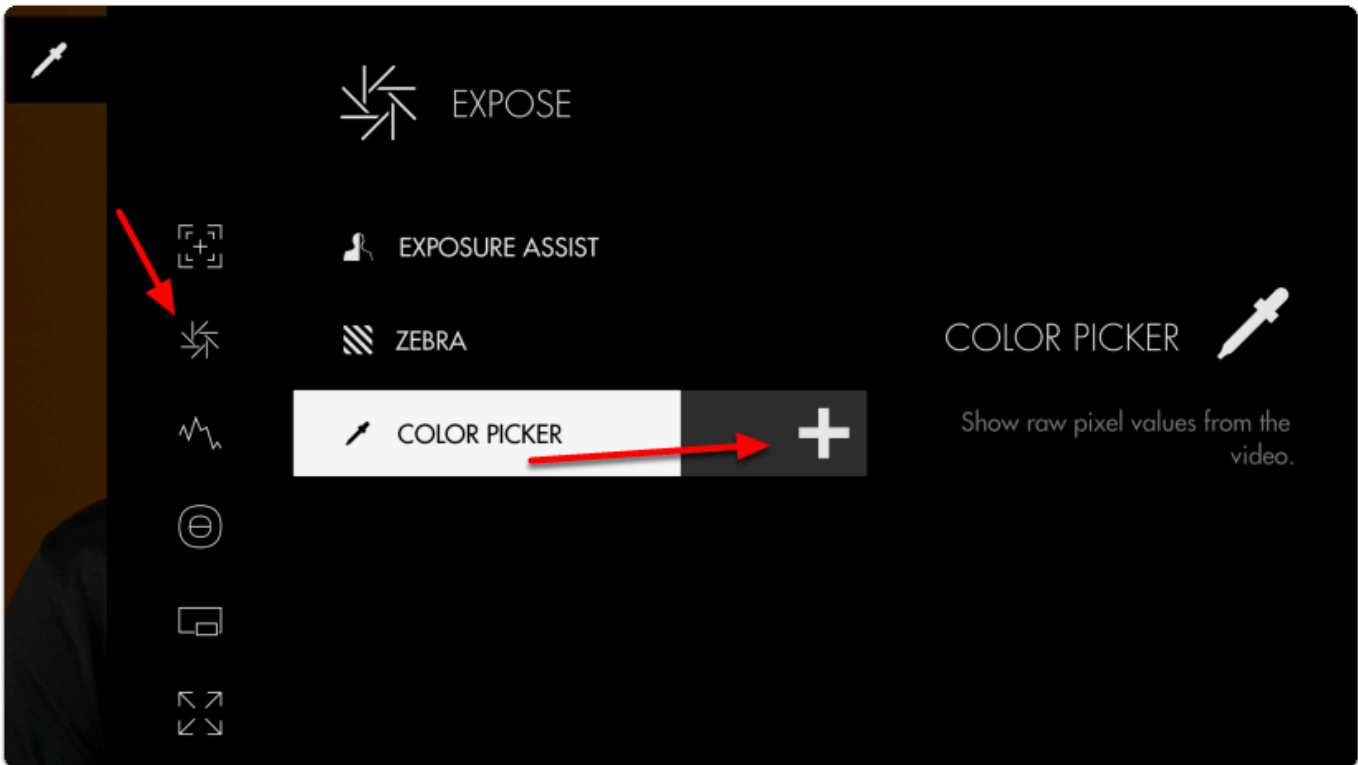 EXPOSE
EXPOSURE ASSIST
ZEBRA
COLOR PICKER
COLOR PICKER
Show raw pixel values from the
video.